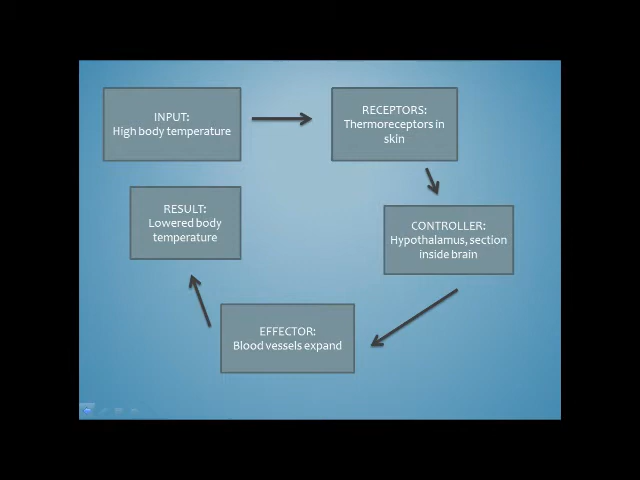 INPUT:
High body temperature
RECEPTORS:
Thermoreceptors in
skin
CONTROLLER:
Hypothalamus, section
inside brain
EFFECTOR:
Blood vessels expand
RESULT:
Lowered body
temperature